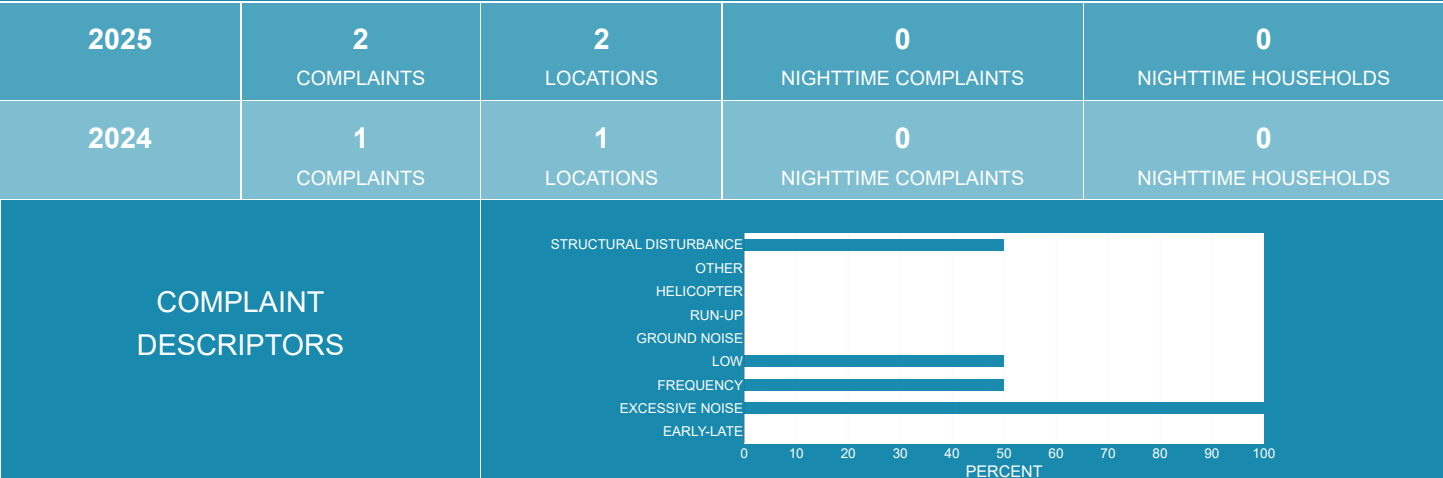 2025
2
COMPLAINTS
2
LOCATIONS
0
NIGHTTIME COMPLAINTS
0
NIGHTTIME HOUSEHOLDS
2024
1
COMPLAINTS
1
LOCATIONS
0
NIGHTTIME COMPLAINTS
0
NIGHTTIME HOUSEHOLDS
COMPLAINT
DESCRIPTORS
STRUCTURAL DISTURBANCE
OTHER
HELICOPTER
RUN-UP
GROUND NOISE
LOW
FREQUENCY
EXCESSIVE NOISE
EARLY-LATE
0 10 20 30 40 50 60 70 80 90 100
PERCENT